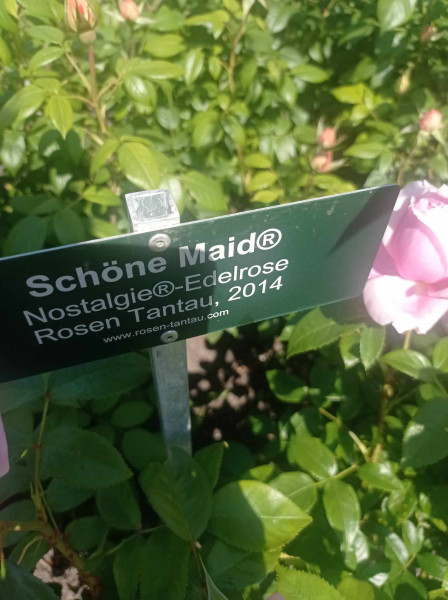 Schöne Maid®
Nostalgie®-Edelrose
Rosen Tantau, 2014
www.rosen-tantau.com